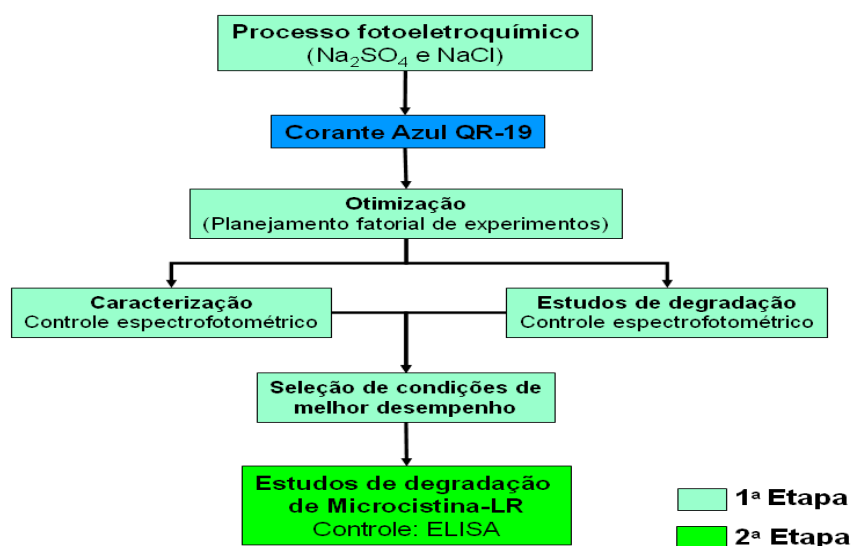 Processo fotoeletroquímico
(Na₂SO₄ e NaCl)
Corante Azul QR-19
Otimização
(Planejamento fatorial de experimentos)
Caracterização
Controle espectrofotométrico
Estudos de degradação
Controle espectrofotométrico
Seleção de condições de
melhor desempenho
Estudos de degradação
de Microcistina-LR
Controle: ELISA
1ª Etapa
2ª Etapa